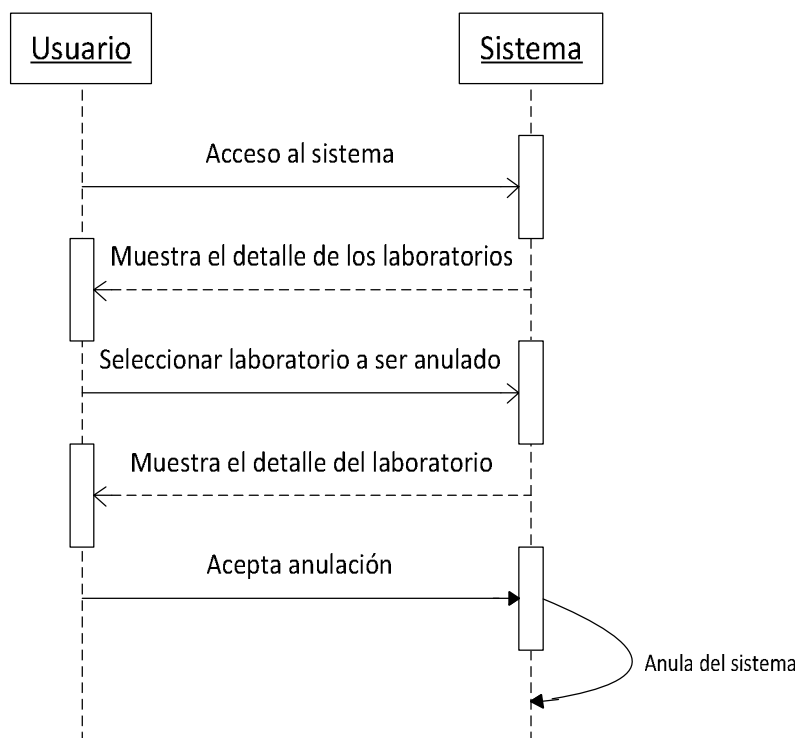 Usuario
Sistema
Acceso al sistema
Muestra el detalle de los laboratorios
Seleccionar laboratorio a ser anulado
Muestra el detalle del laboratorio
Acepta anulación
Anula del sistema